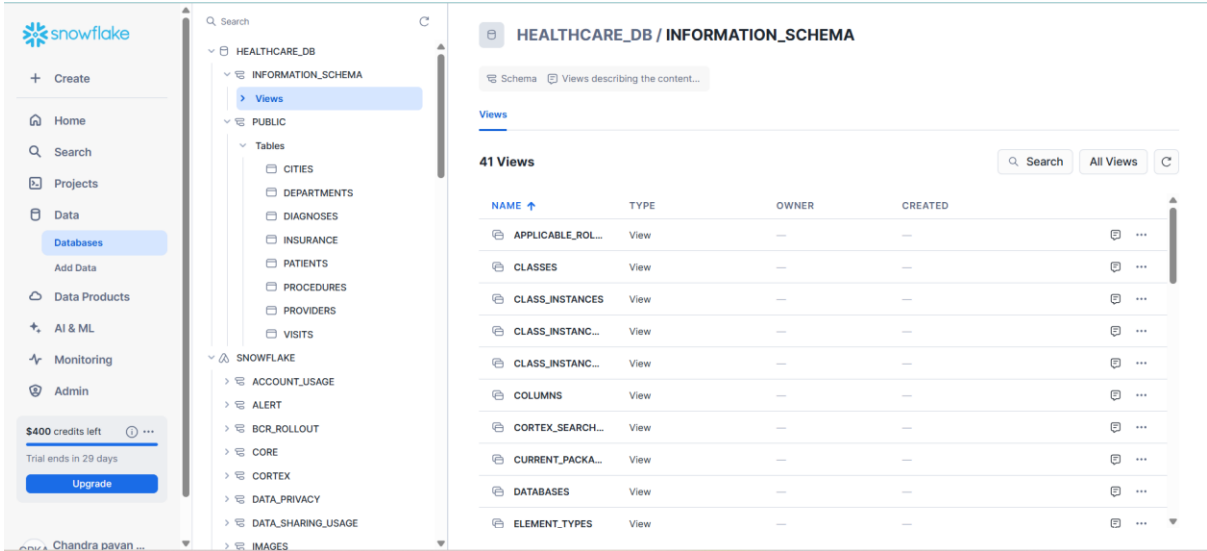 snowflake
Create
Home
Search
Projects
Data
Databases
Add Data
Data Products
AI & ML
Monitoring
Admin
$400 credits left
Trial ends in 29 days
Upgrade
Chandra pavan ...
Search
HEALTHCARE_DB
INFORMATION_SCHEMA
Views
PUBLIC
Tables
CITIES
DEPARTMENTS
DIAGNOSES
INSURANCE
PATIENTS
PROCEDURES
PROVIDERS
VISITS
SNOWFLAKE
ACCOUNT_USAGE
ALERT
BCR_ROLLOUT
CORE
CORTEX
DATA_PRIVACY
DATA_SHARING_USAGE
IMAGES
HEALTHCARE_DB / INFORMATION_SCHEMA
Schema Views describing the content...
Views
41 Views Search All Views
NAME ↑ TYPE OWNER CREATED
APPLICABLE_ROL... View — —
CLASSES View — —
CLASS_INSTANCES View — —
CLASS_INSTANC... View — —
CLASS_INSTANC... View — —
COLUMNS View — —
CORTEX_SEARCH... View — —
CURRENT_PACKA... View — —
DATABASES View — —
ELEMENT_TYPES View — —